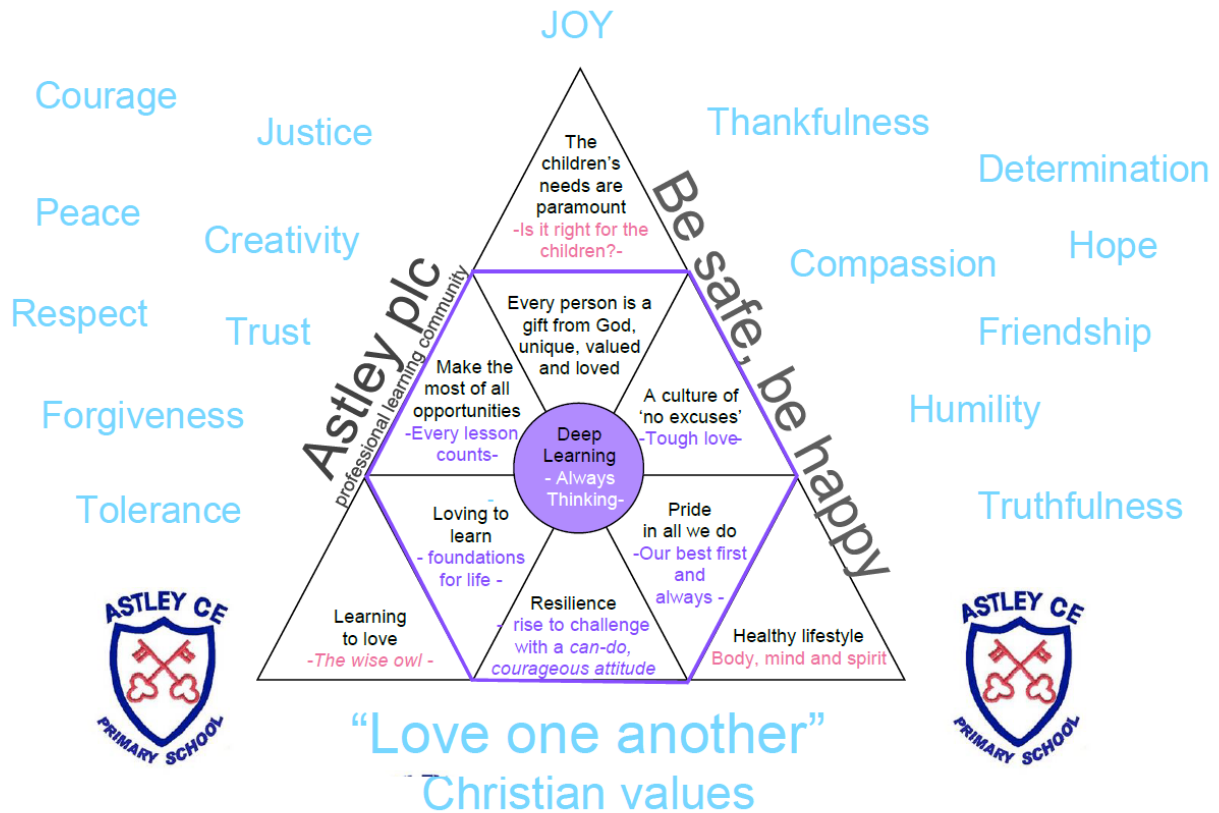 JOY
Courage
Justice
Thankfulness
Determination
Peace
Creativity
Compassion
Hope
Respect
Trust
Friendship
Forgiveness
Humility
Tolerance
Truthfulness
Astley plc
professional learning community
Be safe, be happy
The
children's
needs are
paramount
-Is it right for the
children?-
Every person is a
gift from God,
unique, valued
and loved
Make the
most of all
opportunities
-Every lesson
counts-
A culture of
‘no excuses’
-Tough love-
Deep
Learning
- Always
Thinking-
-
Loving to
learn
- foundations
for life -
Pride
in all we do
-Our best first
and
always -
Learning
to love
-The wise owl -
Resilience
- rise to challenge
with a can-do,
courageous attitude
Healthy lifestyle
Body, mind and spirit
ASTLEY CE
PRIMARY SCHOOL
ASTLEY CE
PRIMARY SCHOOL
“Love one another”
Christian values